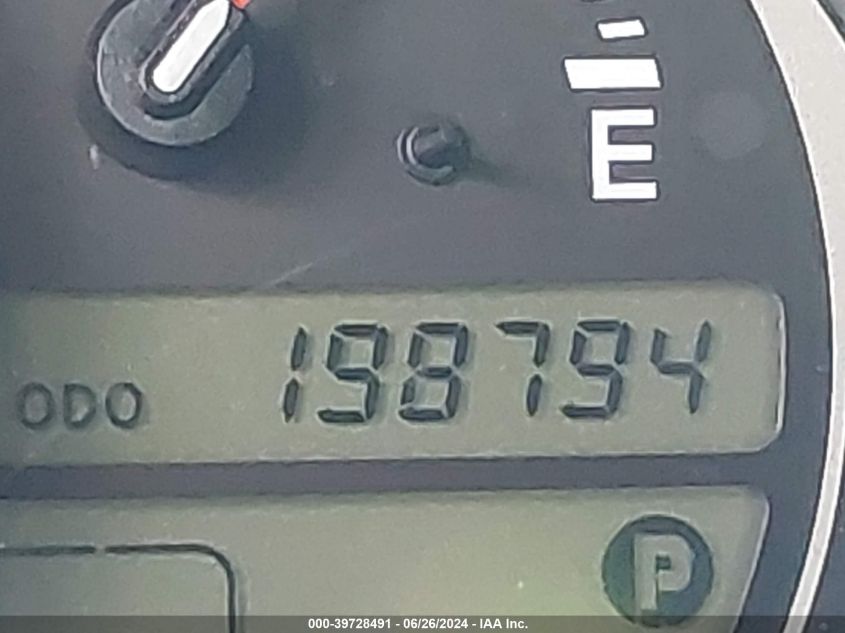 E
ODO 198794
P
000-39728491 - 06/26/2024 - IAA Inc.